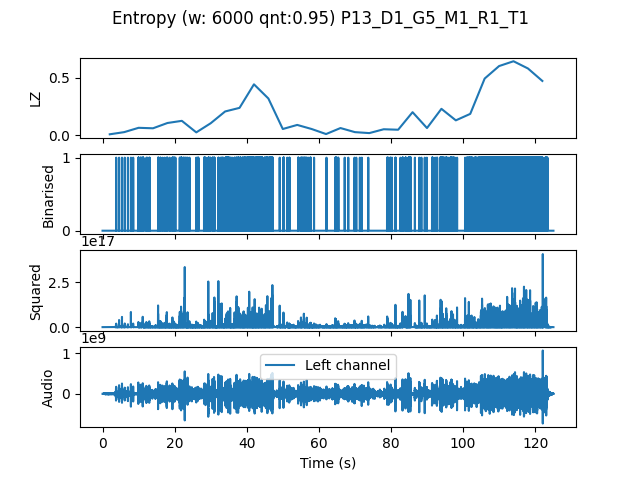 Entropy (w: 6000 qnt:0.95) P13_D1_G5_M1_R1_T1
LZ
0.5
0.0
Binarised
1
0
1e17
Squared
2.5
0.0
1e9
Audio
1
0
Left channel
0 20 40 60 80 100 120
Time (s)